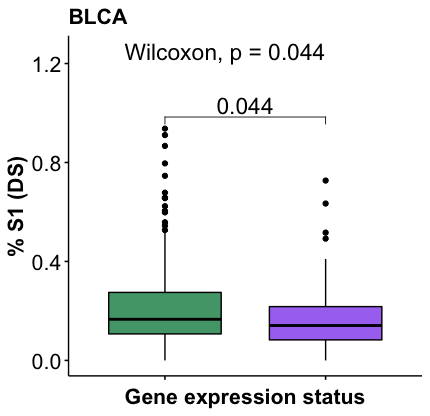 BLCA
Wilcoxon, p = 0.044
1.2
0.044
0.8
% S1 (DS)
0.4
0.0
Gene expression status